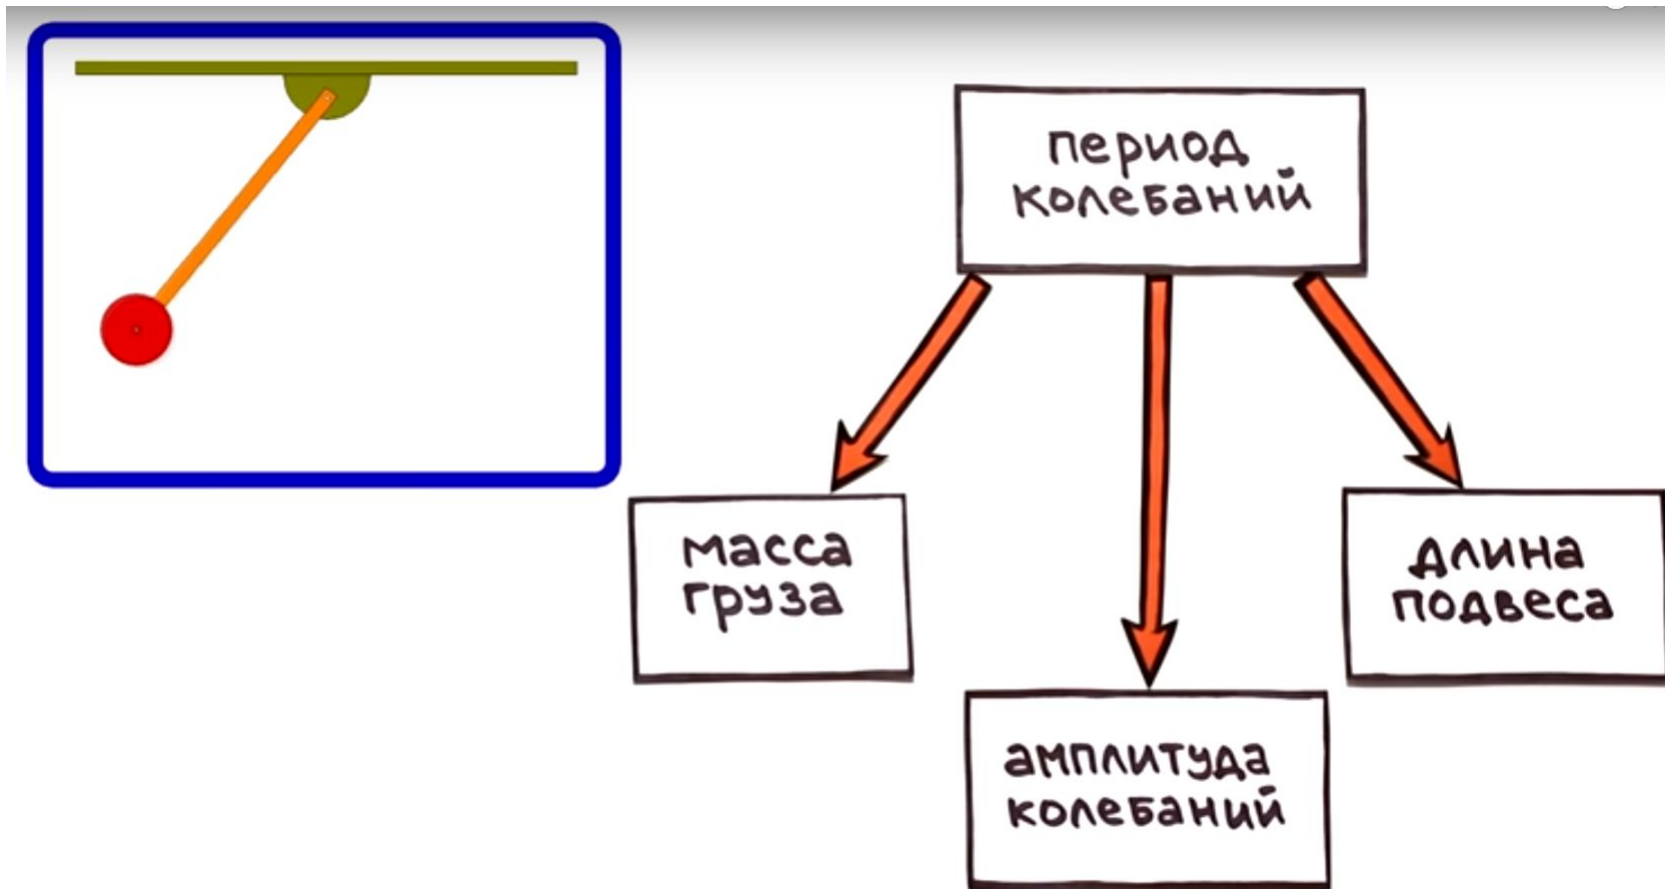 период
колебаний
масса
груза
длина
подвеса
амплитуда
колебаний